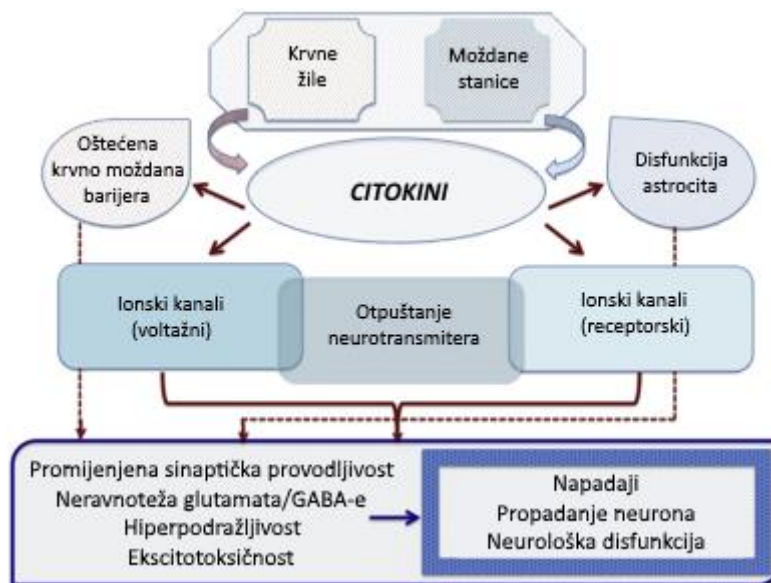 Krvne
žile
Moždane
stanice
Oštećena
krvno moždana
barijera
CITOKINI
Disfunkcija
astrocita
Ionski kanali
(voltažni)
Otpuštanje
neurotransmitera
Ionski kanali
(receptorski)
Promijenjena sinaptička provodljivost
Neravnoteža glutamata/GABA-e
Hiperpodražljivost
Ekscitotoksičnost
Napadaji
Propadanje neurona
Neurološka disfunkcija